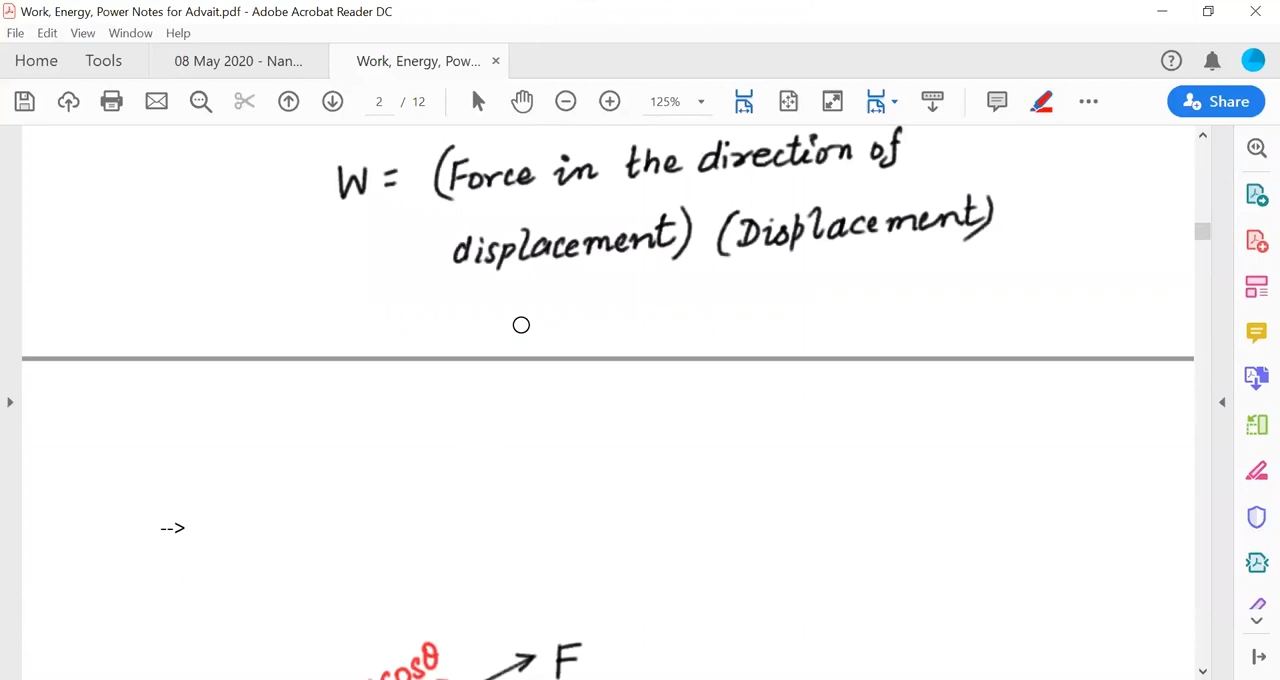 Work, Energy, Power Notes for Advait.pdf - Adobe Acrobat Reader DC
File Edit View Window Help
Home Tools 08 May 2020 - Nan... Work, Energy, Pow... ×
2 / 12 125% Share
W = (Force in the direction of
displacement) (Displacement)
-->
cosθ
F